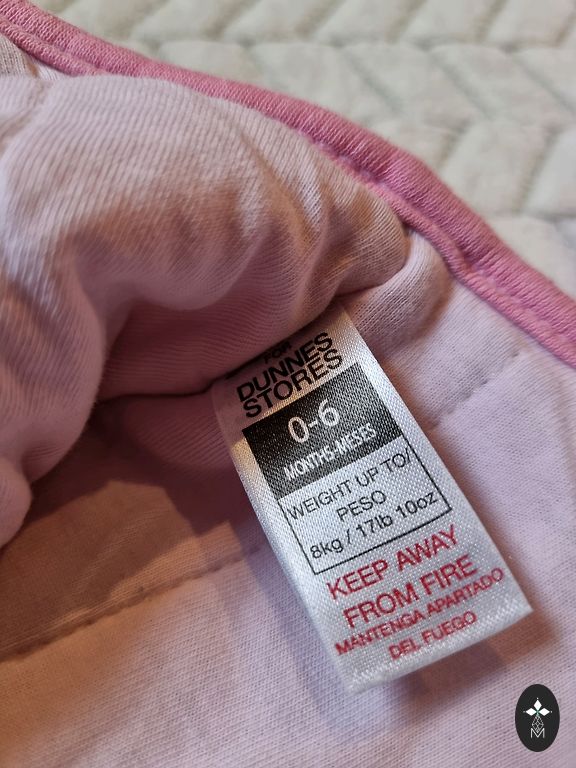 FOR
DUNNES
STORES
0-6
MONTHS-MESES
WEIGHT UP TO/
PESO
8kg / 17lb 10oz
KEEP AWAY
FROM FIRE
MANTENGA APARTADO
DEL FUEGO